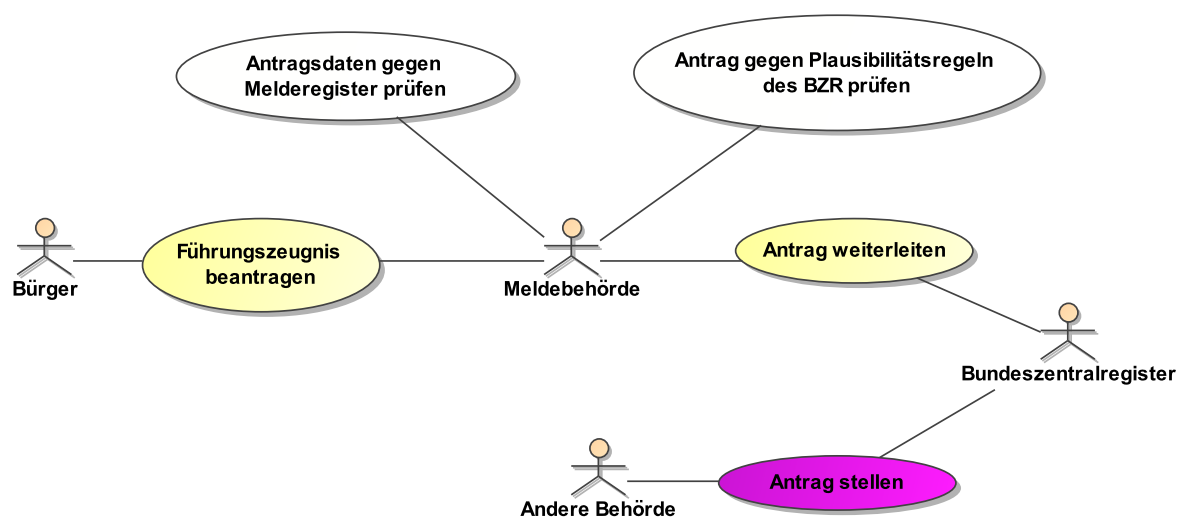 Antragsdaten gegen
Melderegister prüfen
Antrag gegen Plausibilitätsregeln
des BZR prüfen
Führungszeugnis
beantragen
Antrag weiterleiten
Bürger
Meldebehörde
Bundeszentralregister
Antrag stellen
Andere Behörde